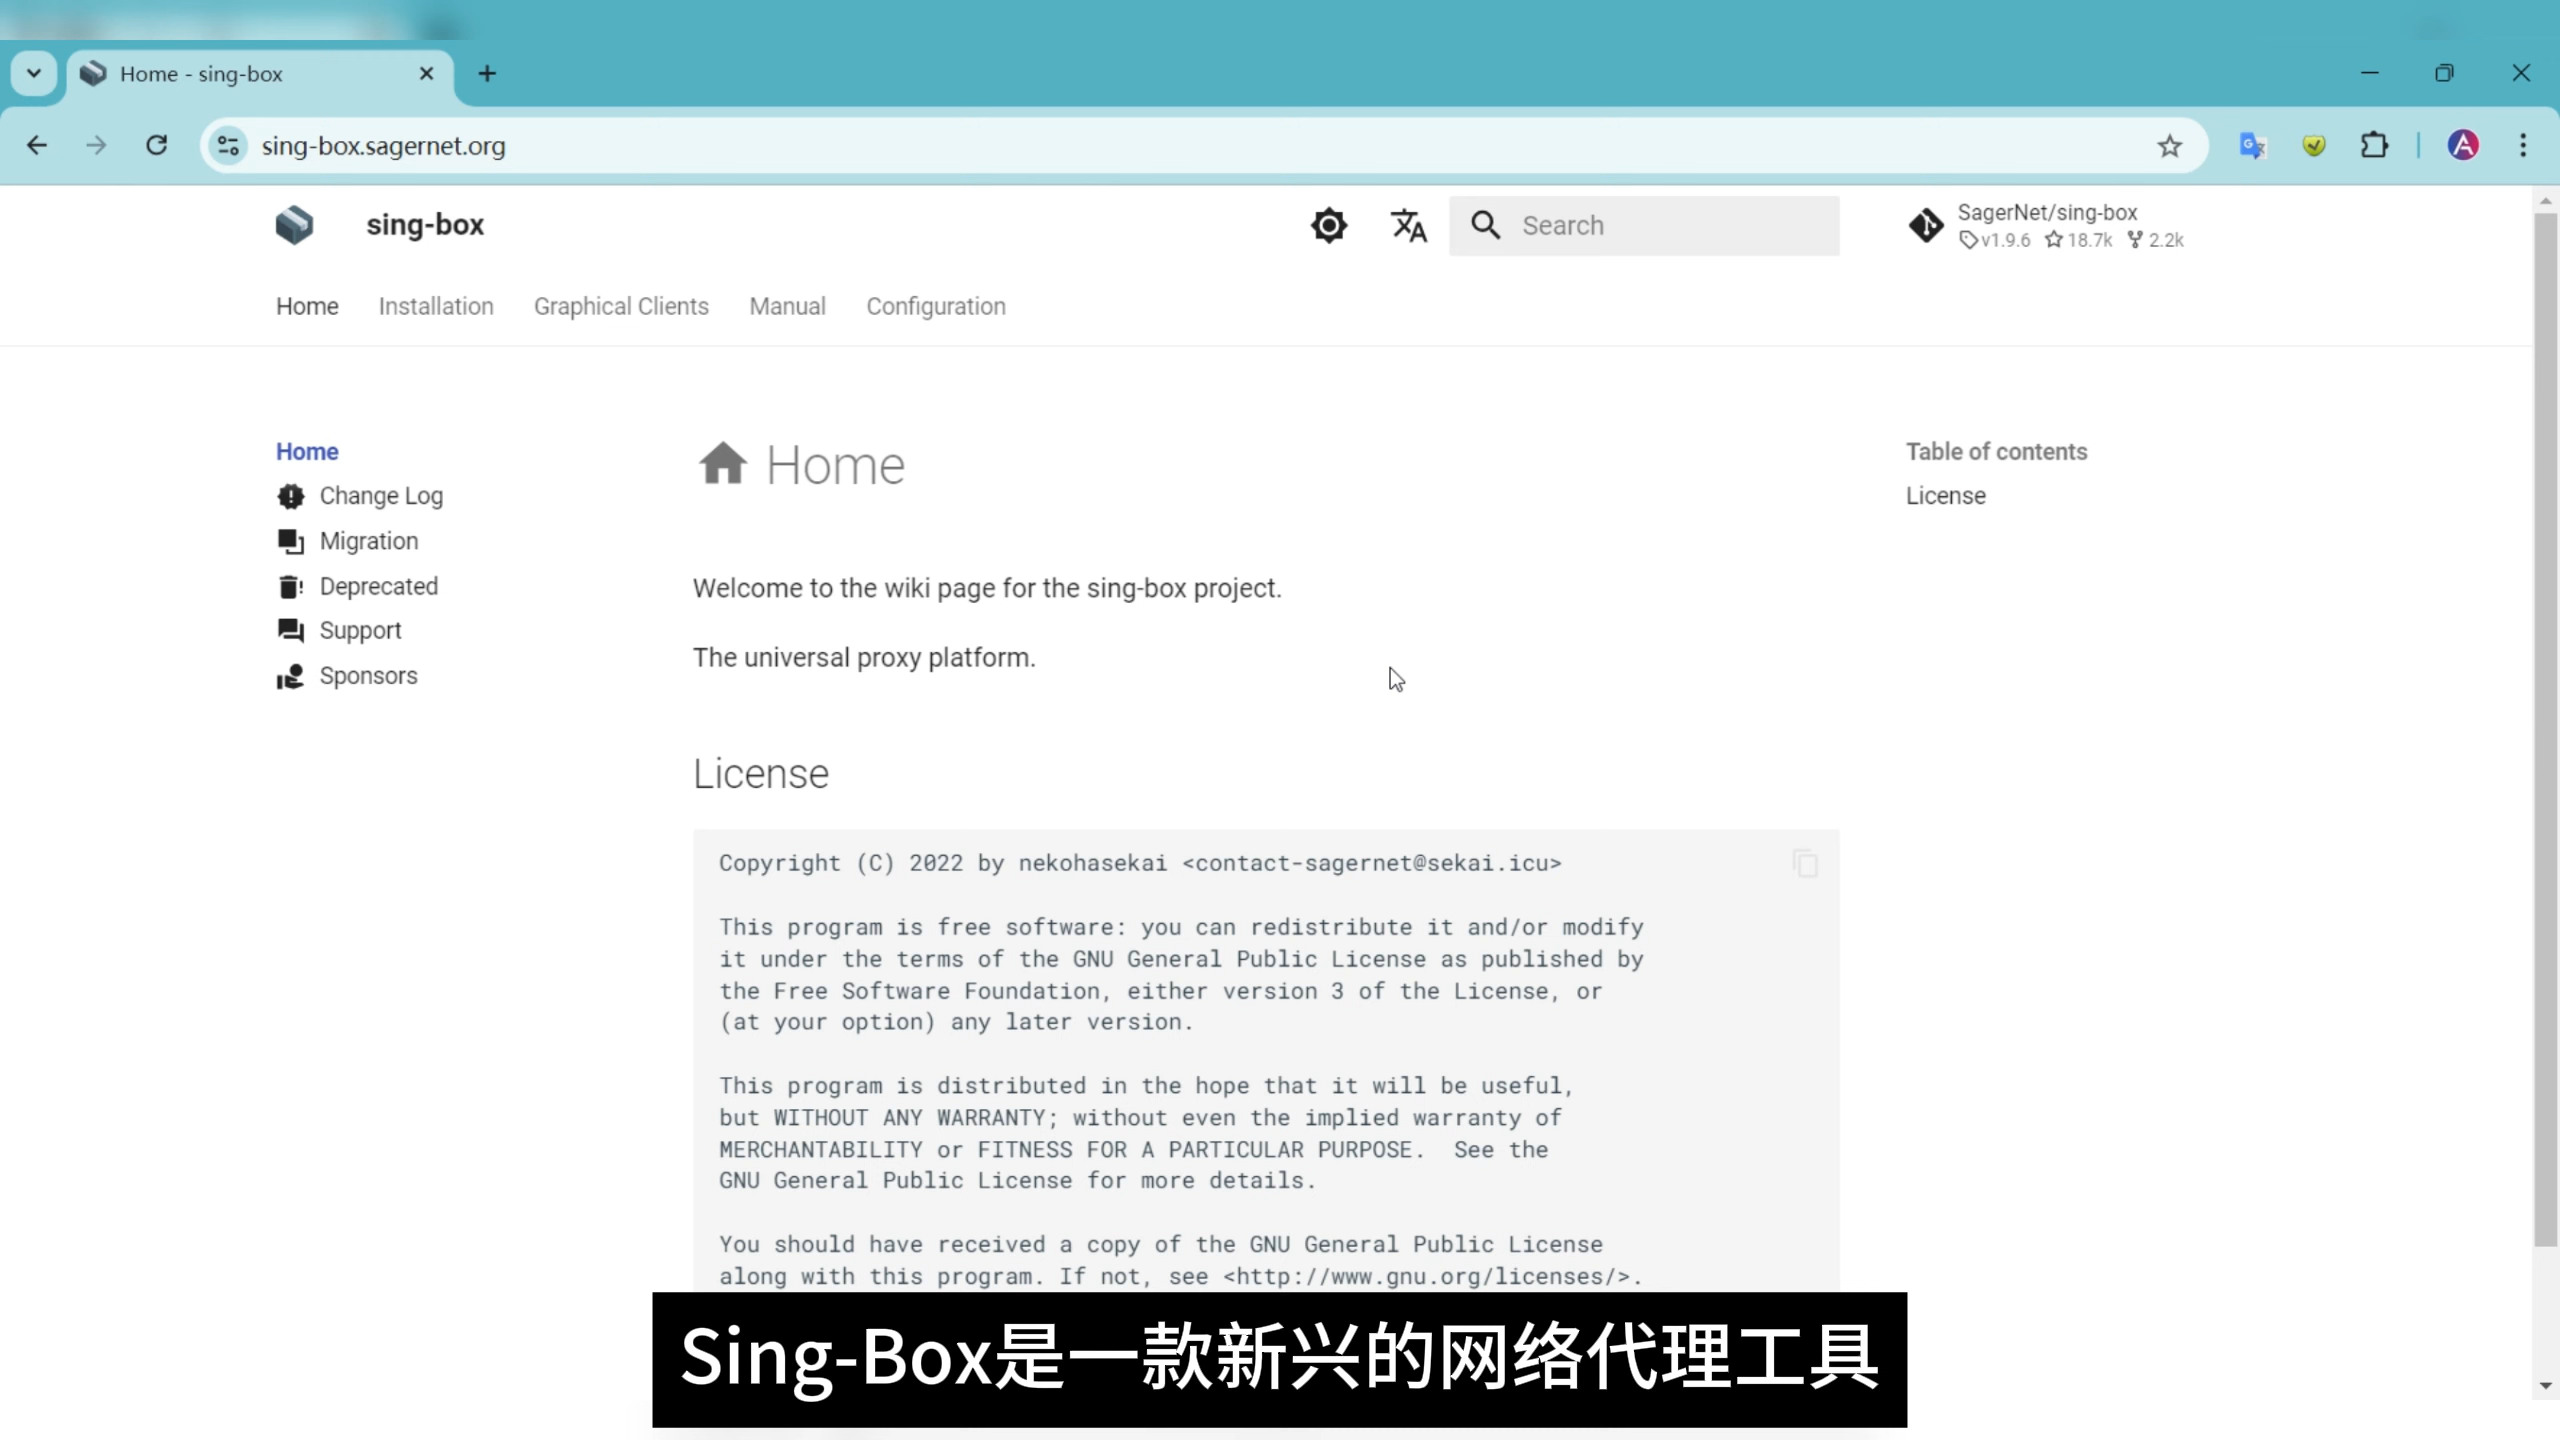 Home - sing-box
sing-box.sagernet.org
sing-box
Search
SagerNet/sing-box
v1.9.6 18.7k 2.2k
Home Installation Graphical Clients Manual Configuration
Home
Change Log
Migration
Deprecated
Support
Sponsors
Home
Welcome to the wiki page for the sing-box project.
The universal proxy platform.
License
Copyright (C) 2022 by nekohasekai <contact-sagernet@sekai.icu>
This program is free software: you can redistribute it and/or modify
it under the terms of the GNU General Public License as published by
the Free Software Foundation, either version 3 of the License, or
(at your option) any later version.
This program is distributed in the hope that it will be useful,
but WITHOUT ANY WARRANTY; without even the implied warranty of
MERCHANTABILITY or FITNESS FOR A PARTICULAR PURPOSE.  See the
GNU General Public License for more details.
You should have received a copy of the GNU General Public License
along with this program. If not, see <http://www.gnu.org/licenses/>.
Table of contents
License
Sing-Box是一款新兴的网络代理工具